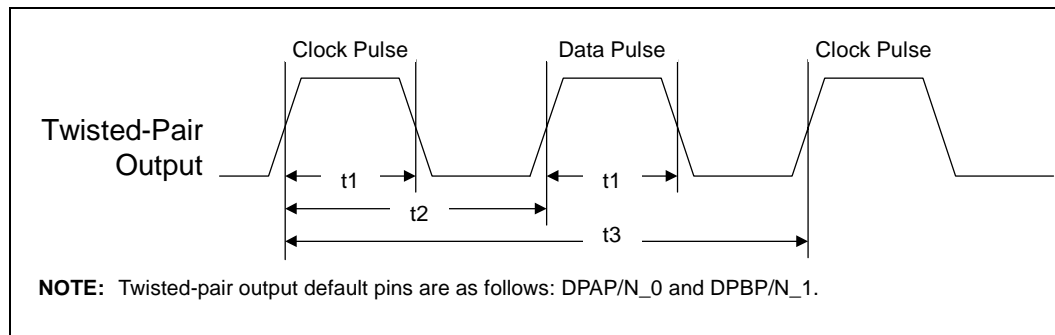 Clock Pulse Data Pulse Clock Pulse
Twisted-Pair
Output
t1 t1
t2
t3
NOTE: Twisted-pair output default pins are as follows: DPAP/N_0 and DPBP/N_1.